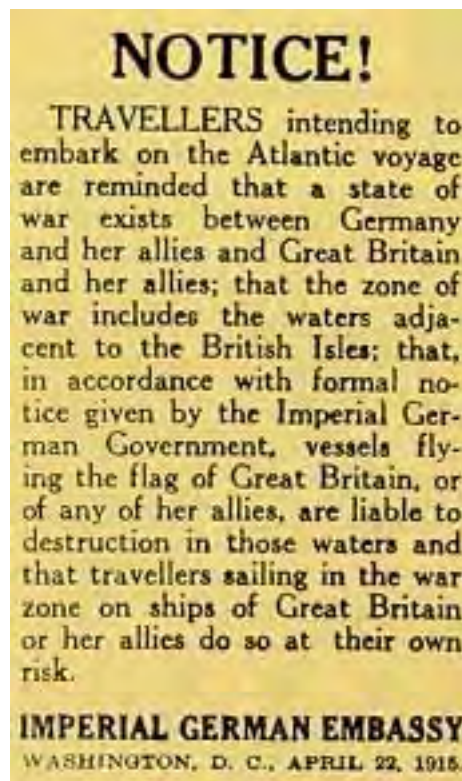 NOTICE!
TRAVELLERS intending to
embark on the Atlantic voyage
are reminded that a state of
war exists between Germany
and her allies and Great Britain
and her allies; that the zone of
war includes the waters adja-
cent to the British Isles; that,
in accordance with formal no-
tice given by the Imperial Ger-
man Government, vessels fly-
ing the flag of Great Britain, or
of any of her allies, are liable to
destruction in those waters and
that travellers sailing in the war
zone on ships of Great Britain
or her allies do so at their own
risk.
IMPERIAL GERMAN EMBASSY
WASHINGTON, D. C., APRIL 22, 1915.